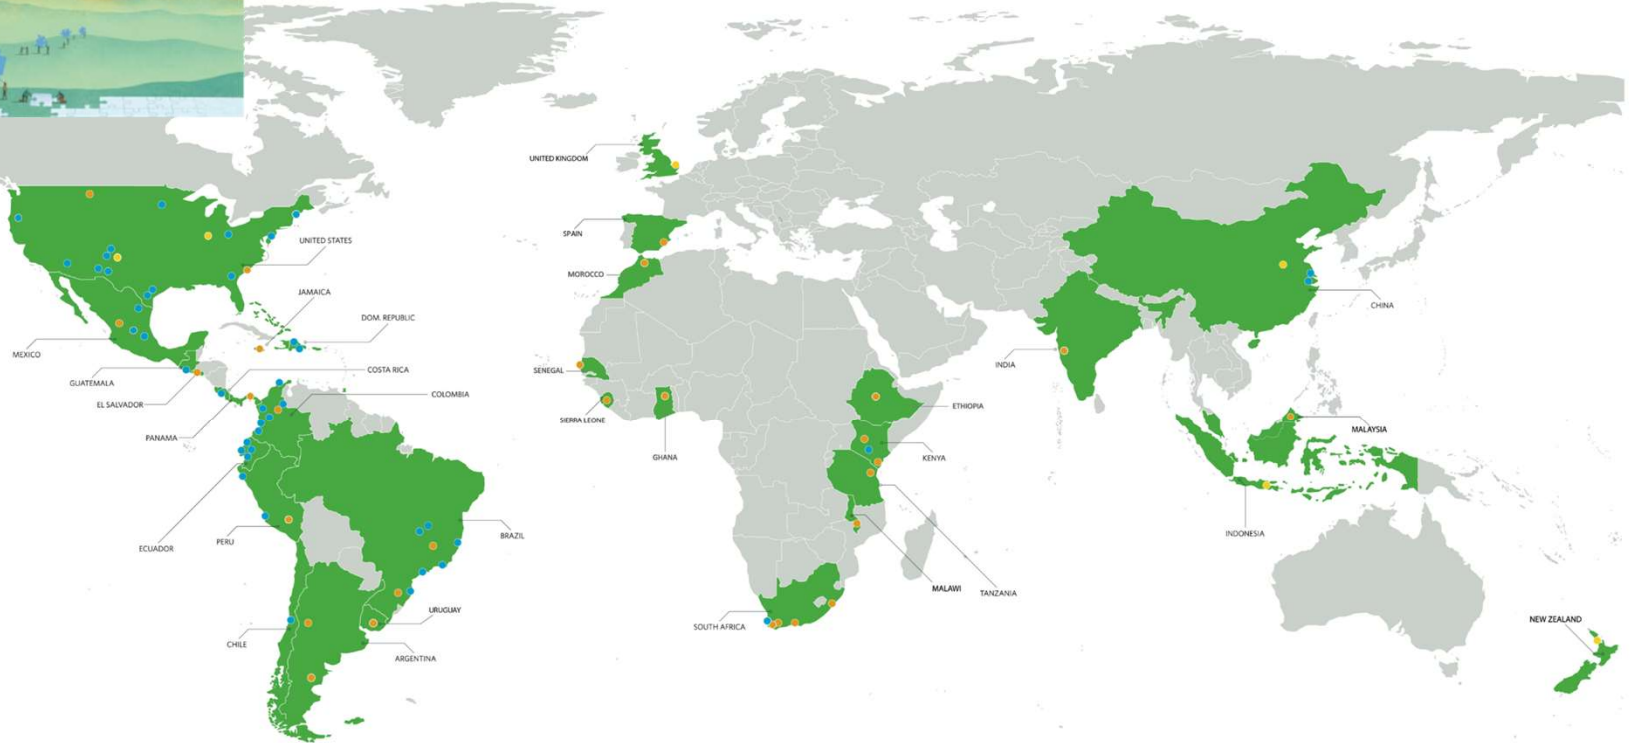 UNITED KINGDOM
SPAIN
UNITED STATES
MOROCCO
JAMAICA
CHINA
DOM. REPUBLIC
MEXICO
INDIA
COSTA RICA
SENEGAL
GUATEMALA
COLOMBIA
EL SALVADOR
ETHIOPIA
SIERRA LEONE
MALAYSIA
PANAMA
GHANA
KENYA
BRAZIL
INDONESIA
PERU
ECUADOR
MALAWI
TANZANIA
URUGUAY
SOUTH AFRICA
NEW ZEALAND
CHILE
ARGENTINA